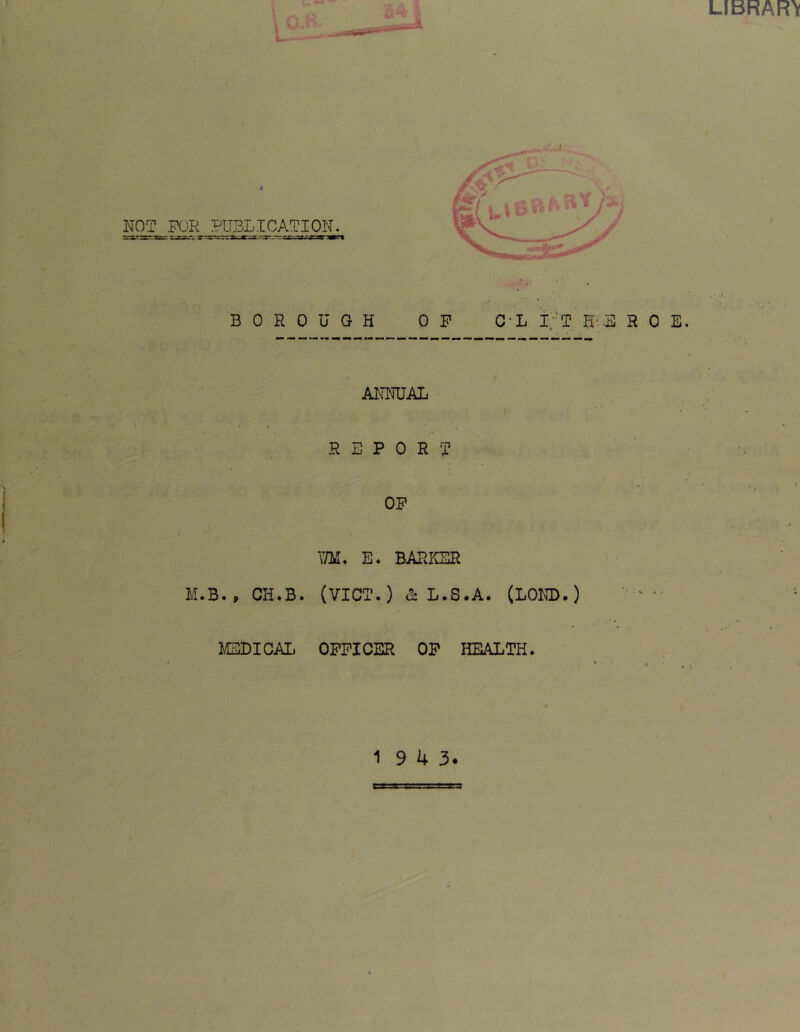 LIBRARY
O.R.
NOT FOR PUBLICATION.
LIBRARY
BOROUGH OF CLITHEROE.
ANNUAL
REPORT
OF
WM. E. BARKER
M.B., CH.B. (VICT.) & L.S.A. (LOND.)
MEDICAL OFFICER OF HEALTH.
1943.